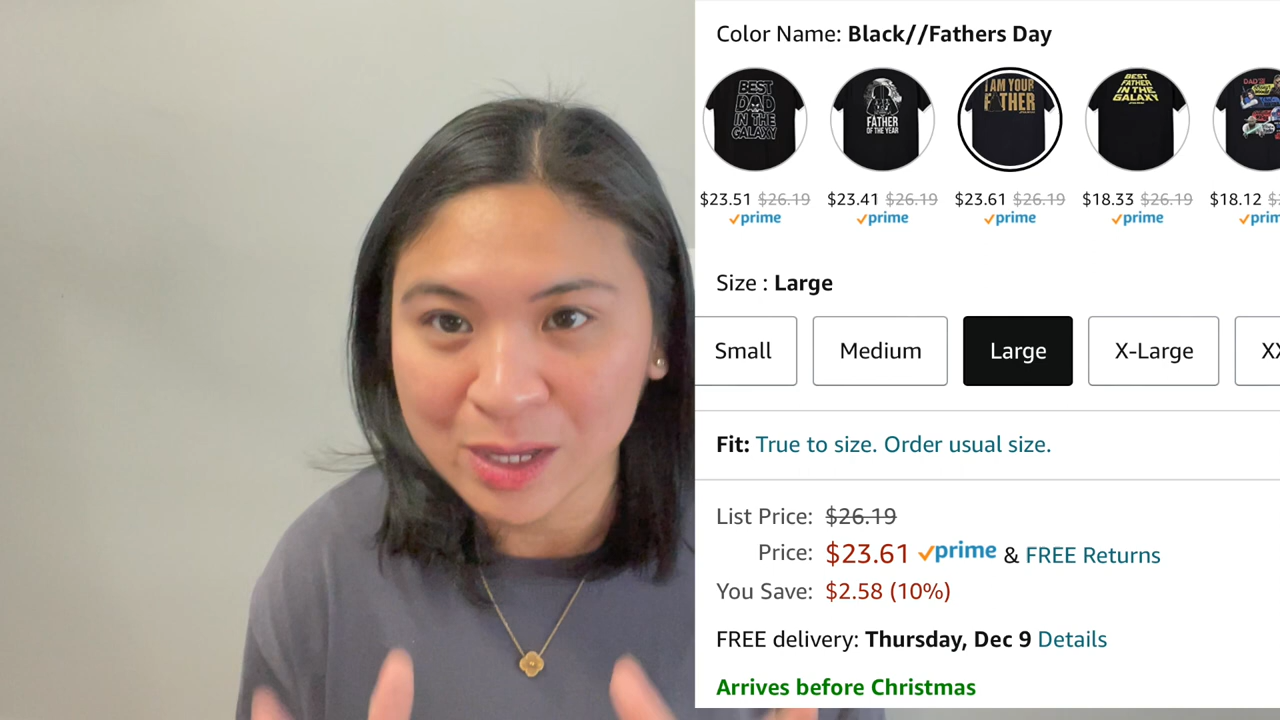 Color Name: Black//Fathers Day
BEST
DAD
IN THE
GALAXY
FATHER
OF THE YEAR
I AM YOUR
FATHER
BEST
FATHER
IN THE
GALAXY
$23.51 $26.19
prime
$23.41 $26.19
prime
$23.61 $26.19
prime
$18.33 $26.19
prime
$18.12
Size : Large
Small
Medium
Large
X-Large
Fit: True to size. Order usual size.
List Price: $26.19
Price: $23.61 prime & FREE Returns
You Save: $2.58 (10%)
FREE delivery: Thursday, Dec 9 Details
Arrives before Christmas